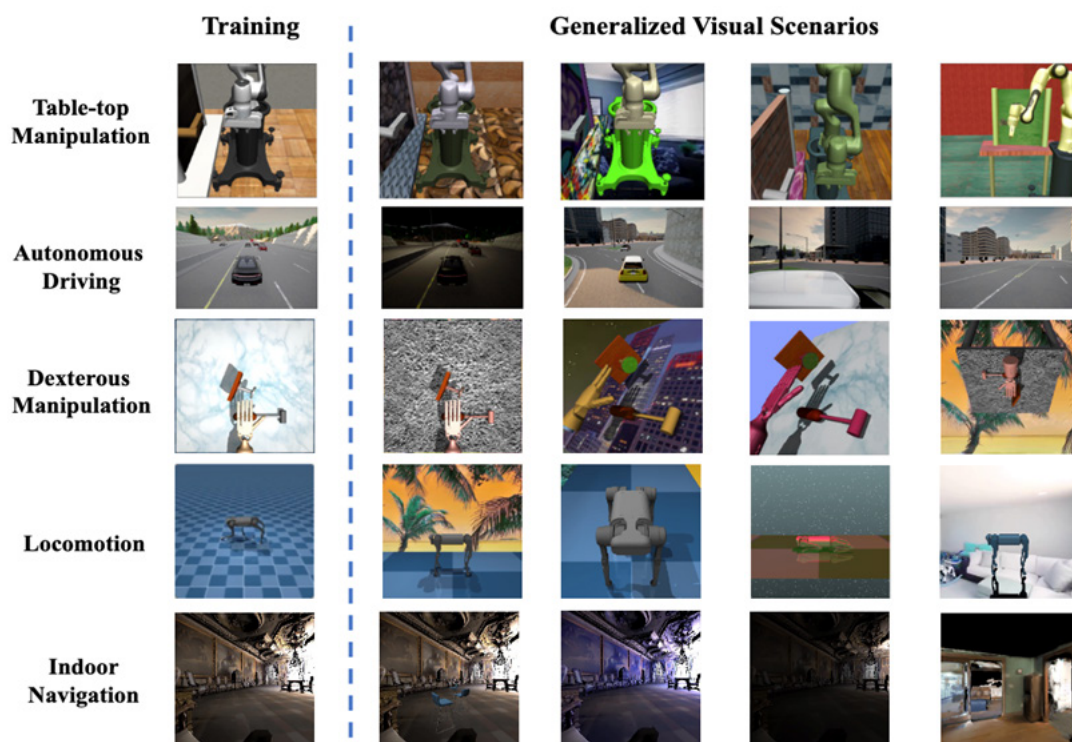 Training
Generalized Visual Scenarios
Table-top
Manipulation
Autonomous
Driving
Dexterous
Manipulation
Locomotion
Indoor
Navigation